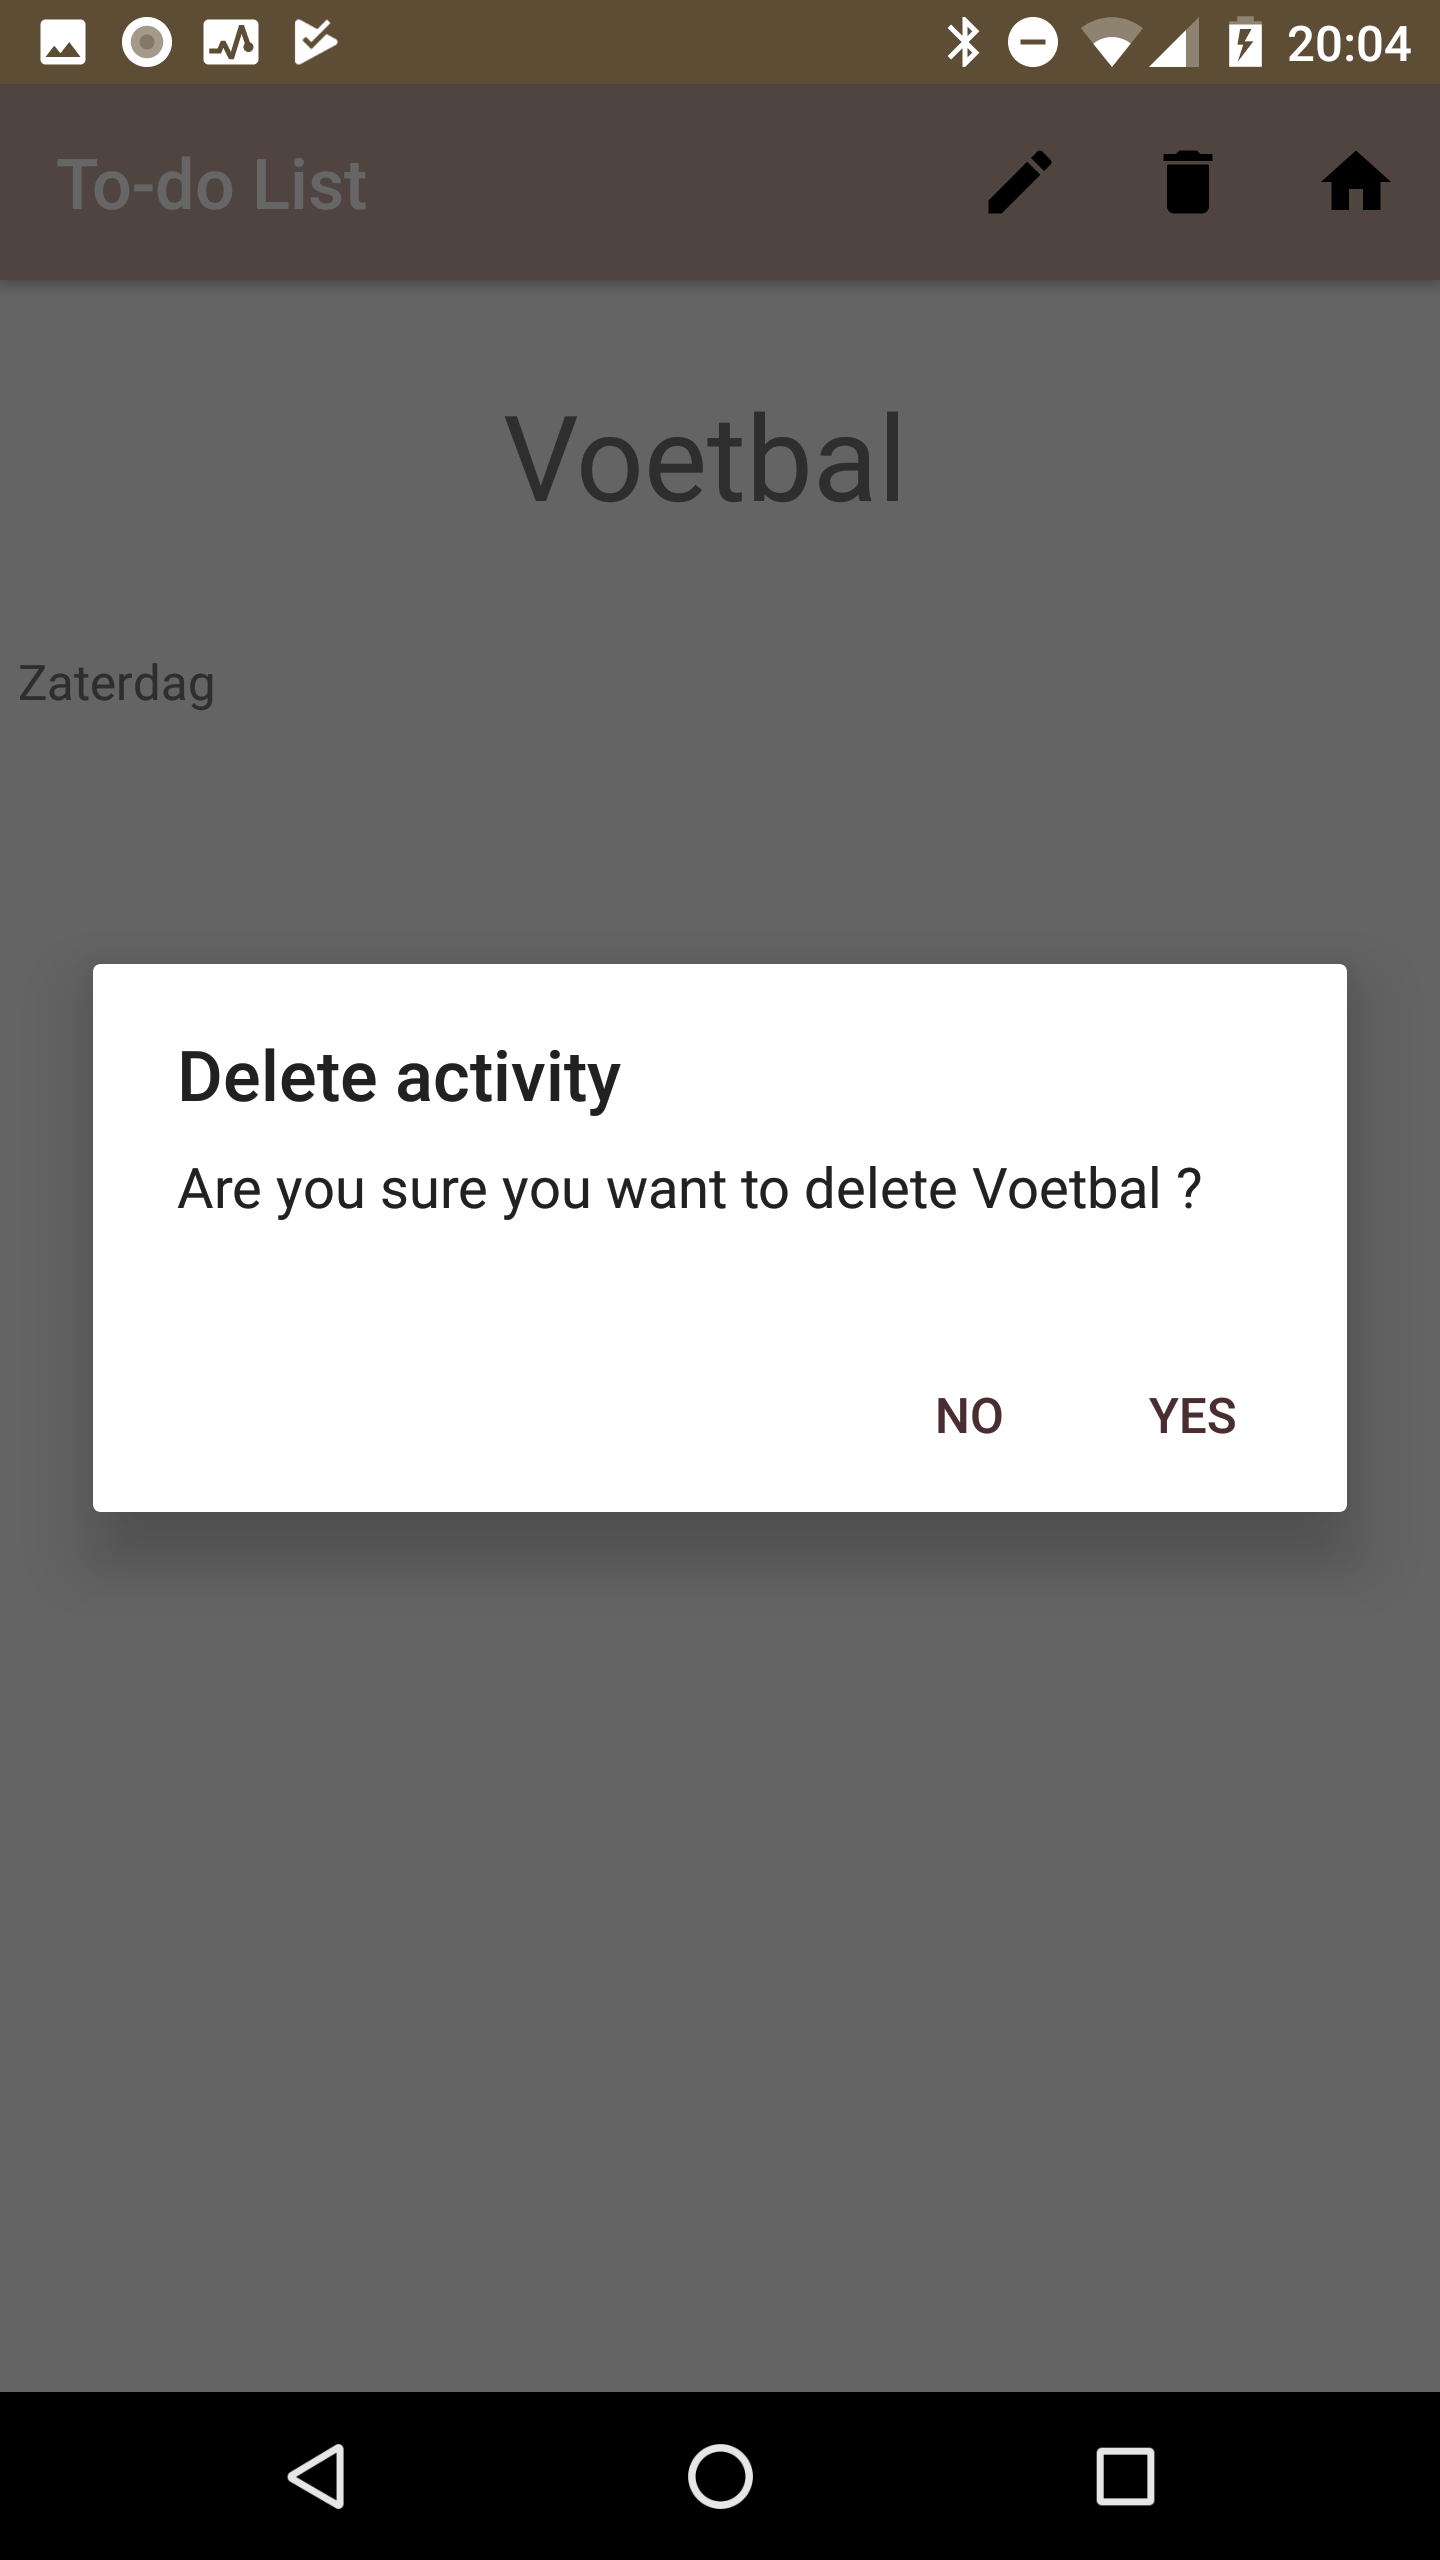 20:04
To-do List
Voetbal
Zaterdag
Delete activity
Are you sure you want to delete Voetbal ?
NO YES